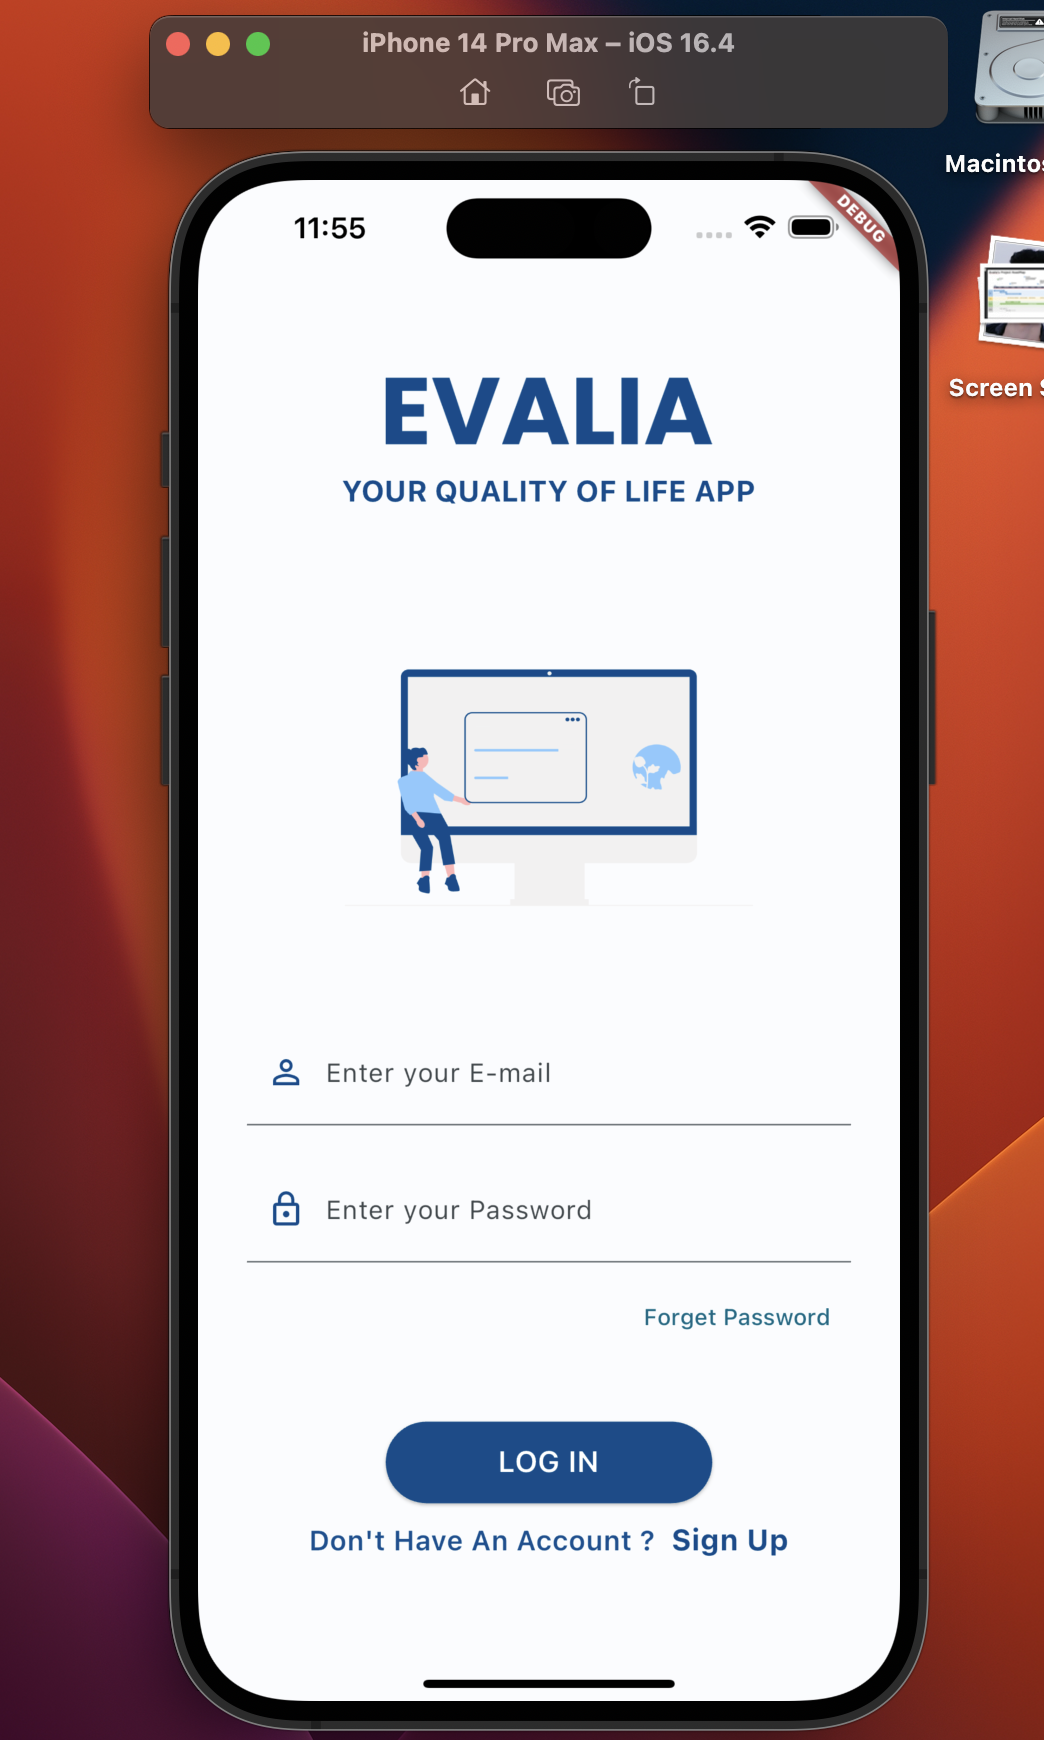 iPhone 14 Pro Max – iOS 16.4
Macintos
11:55
DEBUG
Screen S
EVALIA
YOUR QUALITY OF LIFE APP
Enter your E-mail
Enter your Password
Forget Password
LOG IN
Don't Have An Account ? Sign Up